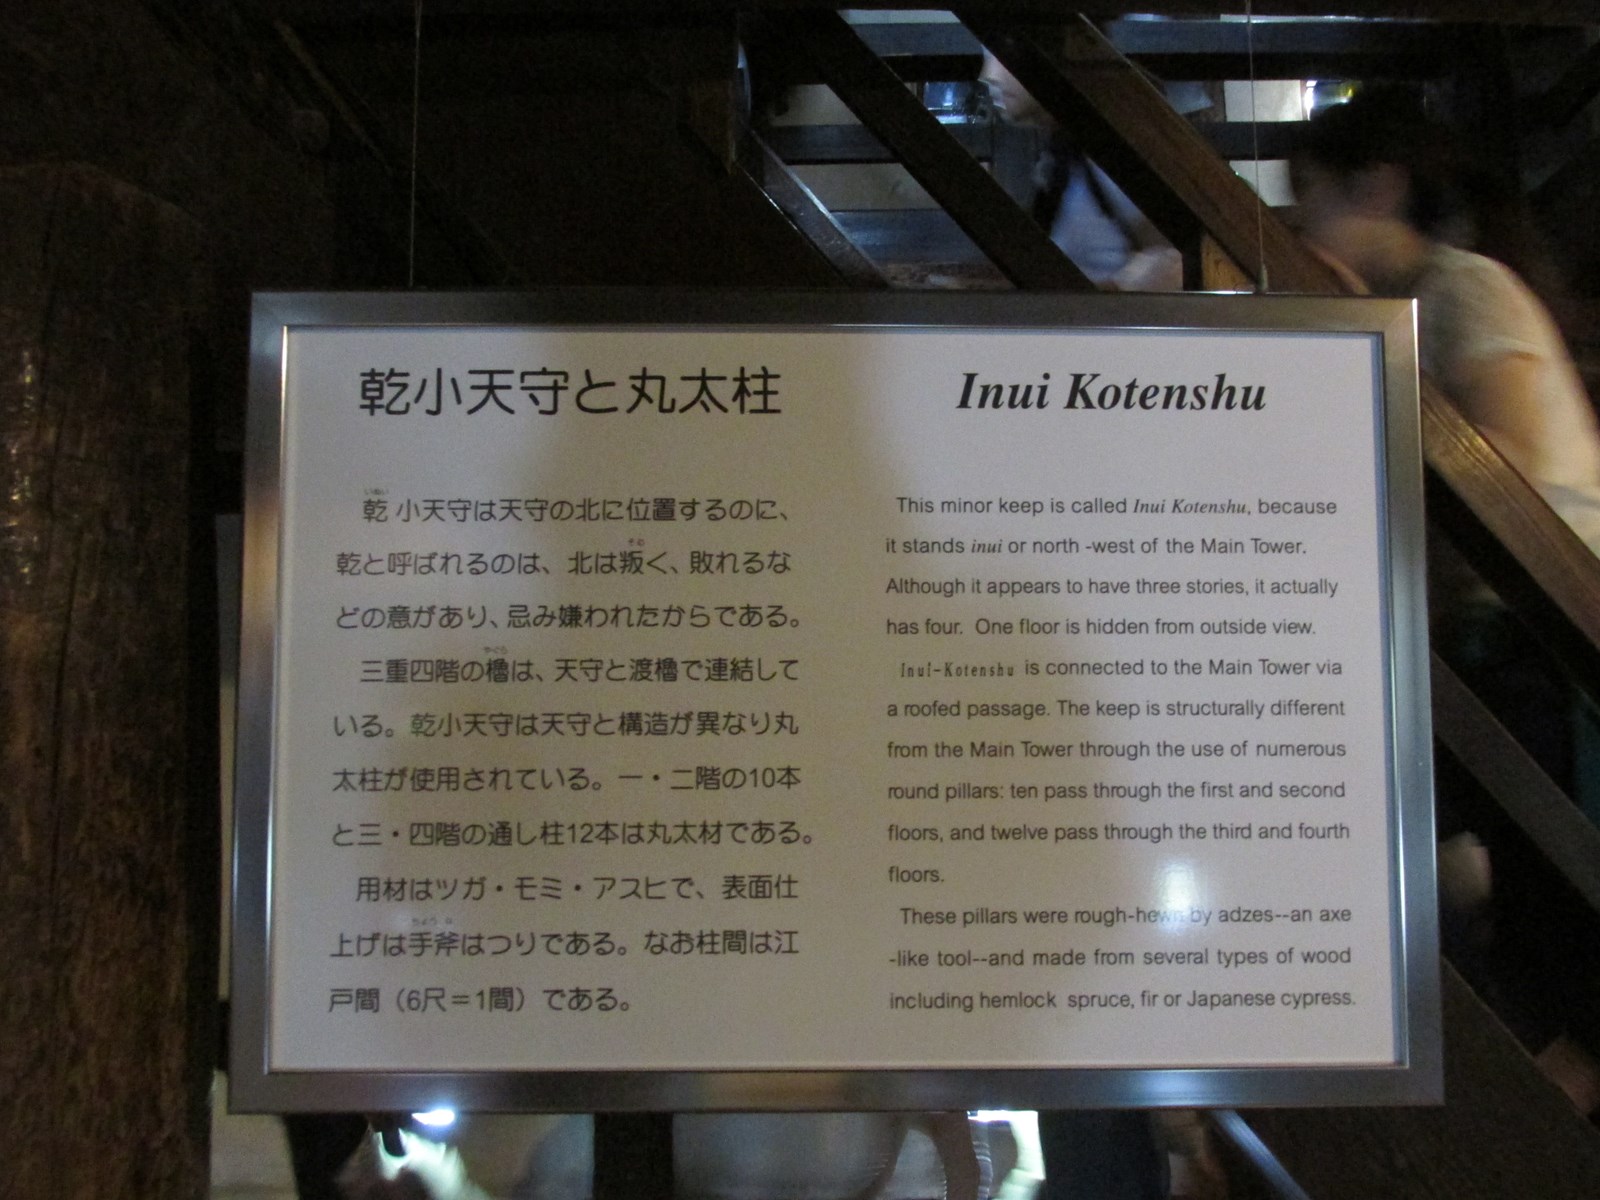 乾小天守と丸太柱
乾小天守は天守の北に位置するのに、
乾と呼ばれるのは、北は叛く、敗れるな
どの意があり、忌み嫌われたからである。
三重四階の櫓は、天守と渡櫓で連結して
いる。乾小天守は天守と構造が異なり丸
太柱が使用されている。一・二階の10本
と三・四階の通し柱12本は丸太材である。
用材はツガ・モミ・アスヒで、表面仕
上げは手斧はつりである。なお柱間は江
戸間（6尺＝1間）である。
Inui Kotenshu
This minor keep is called Inui Kotenshu, because
it stands inui or north -west of the Main Tower.
Although it appears to have three stories, it actually
has four. One floor is hidden from outside view.
Inui-Kotenshu is connected to the Main Tower via
a roofed passage. The keep is structurally different
from the Main Tower through the use of numerous
round pillars: ten pass through the first and second
floors, and twelve pass through the third and fourth
floors.
These pillars were rough-hewn by adzes--an axe
-like tool--and made from several types of wood
including hemlock spruce, fir or Japanese cypress.